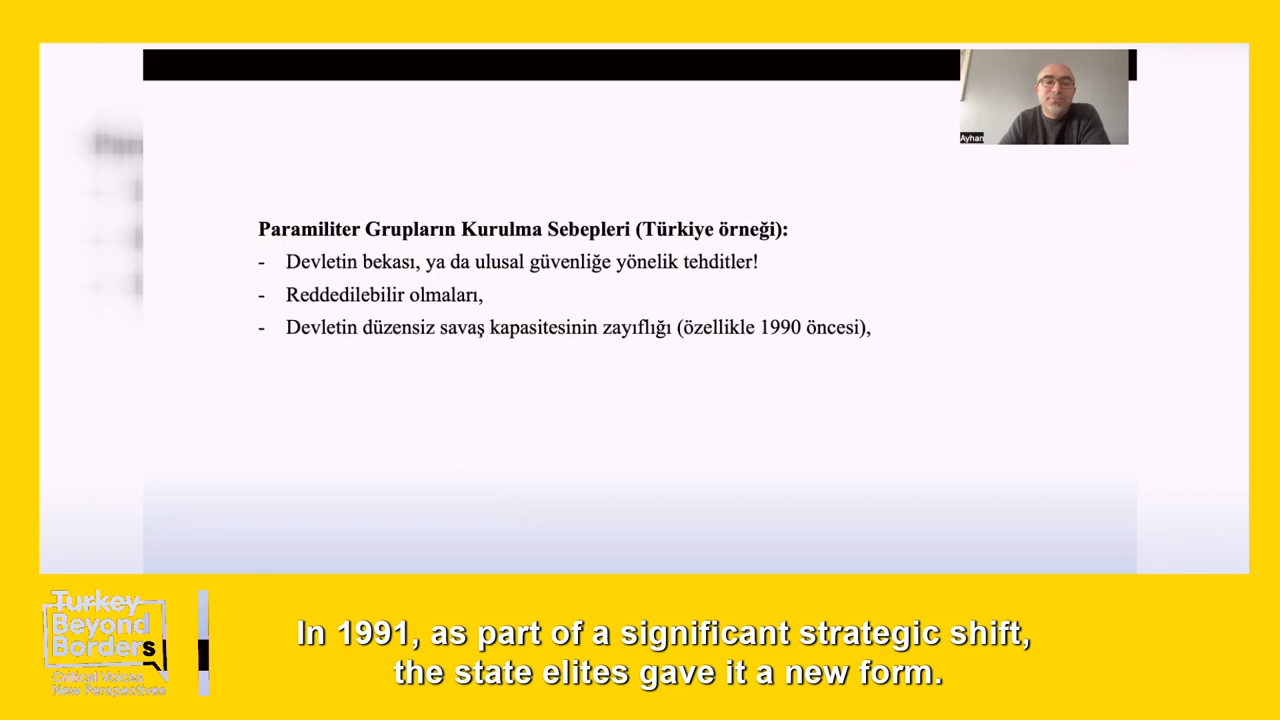 Ayhan
Paramiliter Grupların Kurulma Sebepleri (Türkiye örneği):
- Devletin bekası, ya da ulusal güvenliğe yönelik tehditler!
- Reddedilebilir olmaları,
- Devletin düzensiz savaş kapasitesinin zayıflığı (özellikle 1990 öncesi),
Turkey
Beyond
Borders
Critical Voices
New Perspectives
In 1991, as part of a significant strategic shift,
the state elites gave it a new form.